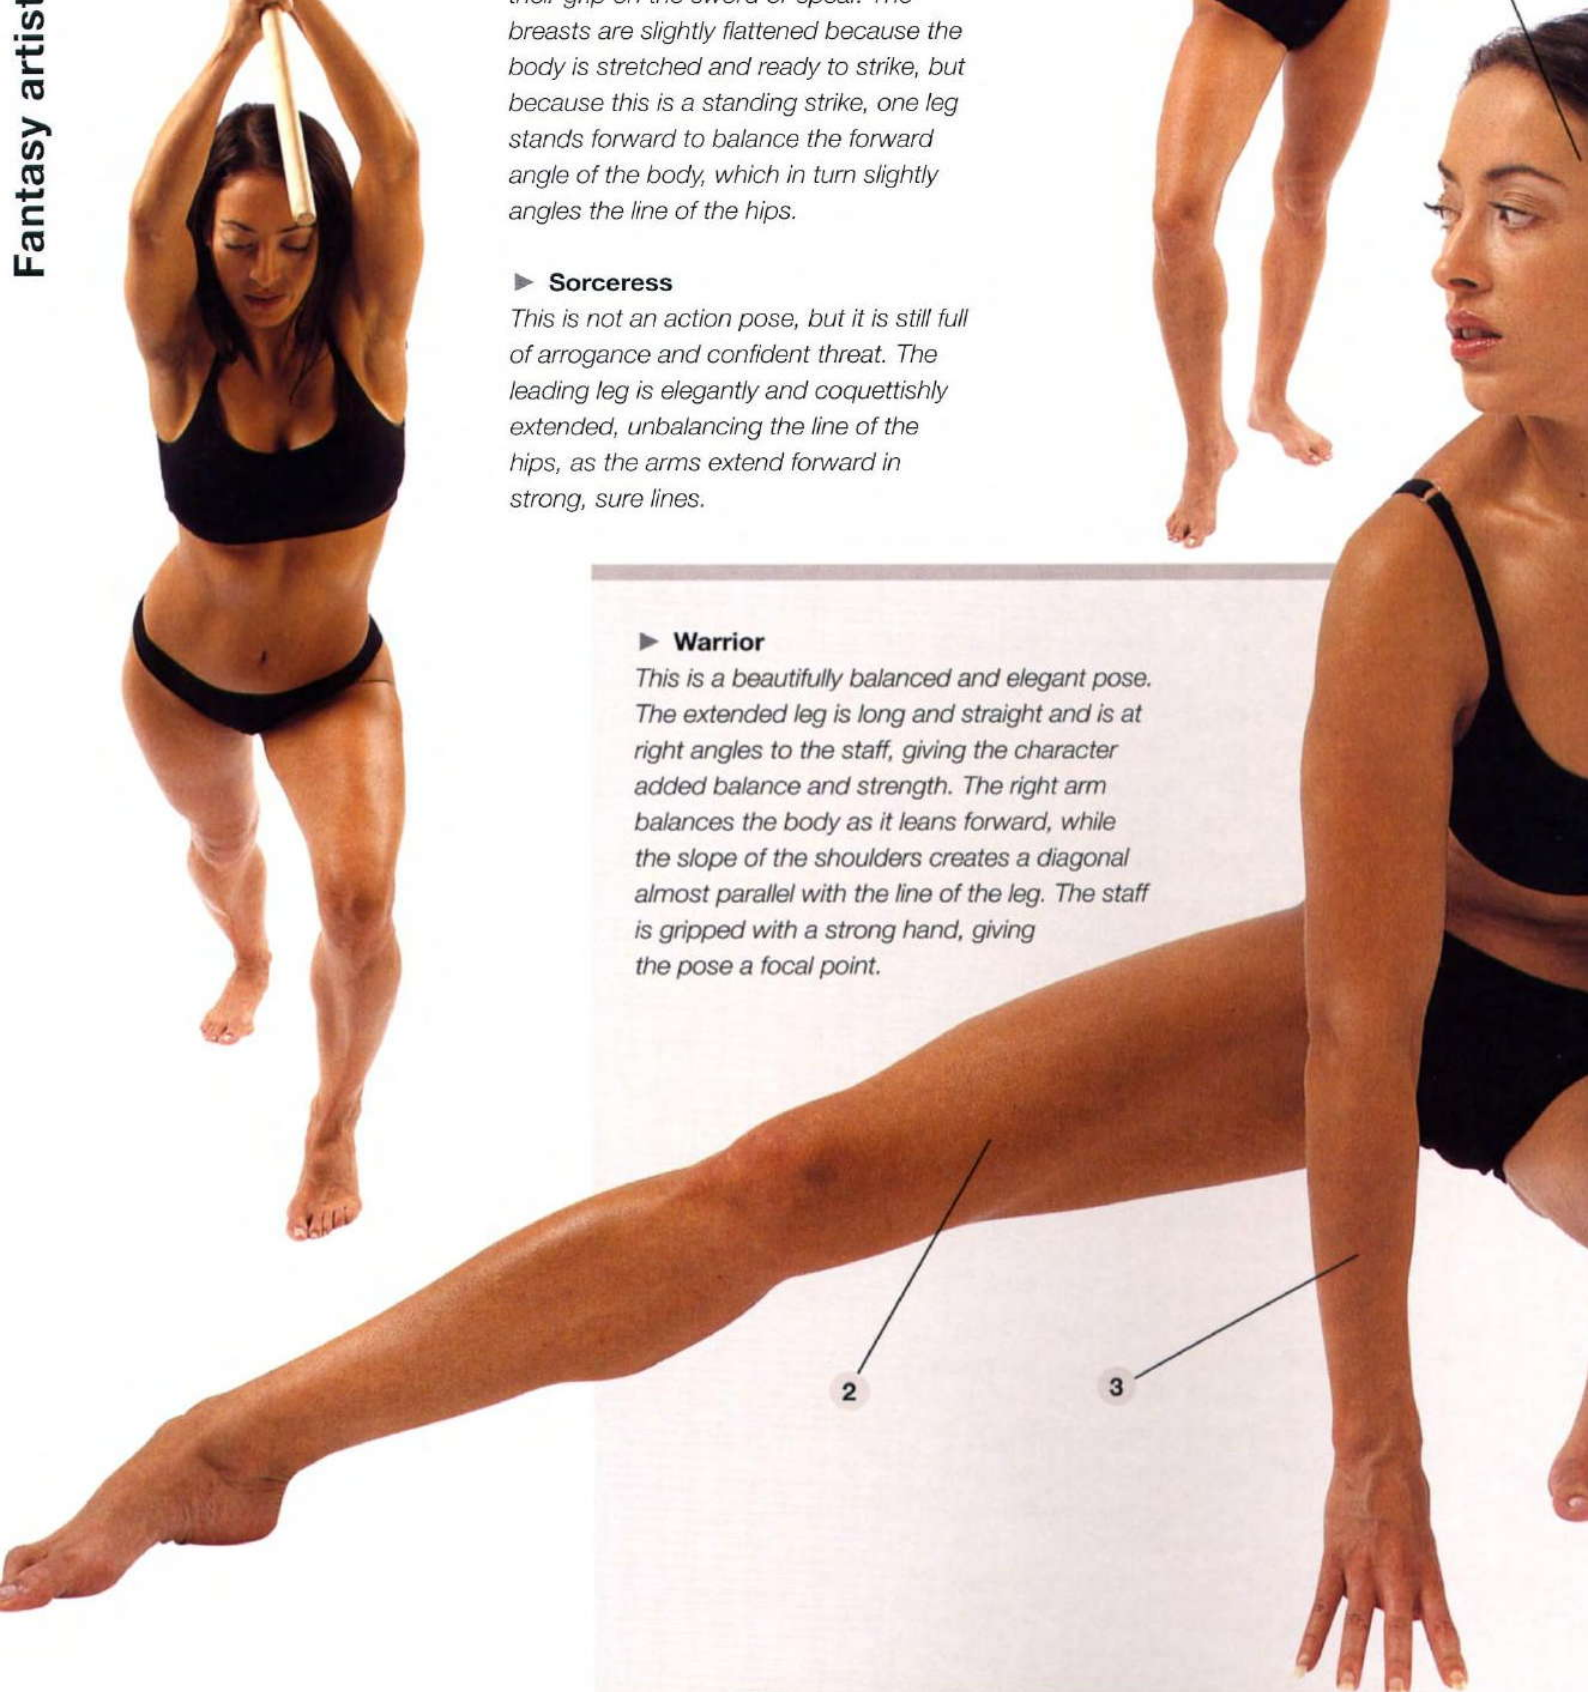 Fantasy artist
their grip on the sword or spear. The
breasts are slightly flattened because the
body is stretched and ready to strike, but
because this is a standing strike, one leg
stands forward to balance the forward
angle of the body, which in turn slightly
angles the line of the hips.
► Sorceress
This is not an action pose, but it is still full
of arrogance and confident threat. The
leading leg is elegantly and coquettishly
extended, unbalancing the line of the
hips, as the arms extend forward in
strong, sure lines.
► Warrior
This is a beautifully balanced and elegant pose.
The extended leg is long and straight and is at
right angles to the staff, giving the character
added balance and strength. The right arm
balances the body as it leans forward, while
the slope of the shoulders creates a diagonal
almost parallel with the line of the leg. The staff
is gripped with a strong hand, giving
the pose a focal point.
2
3